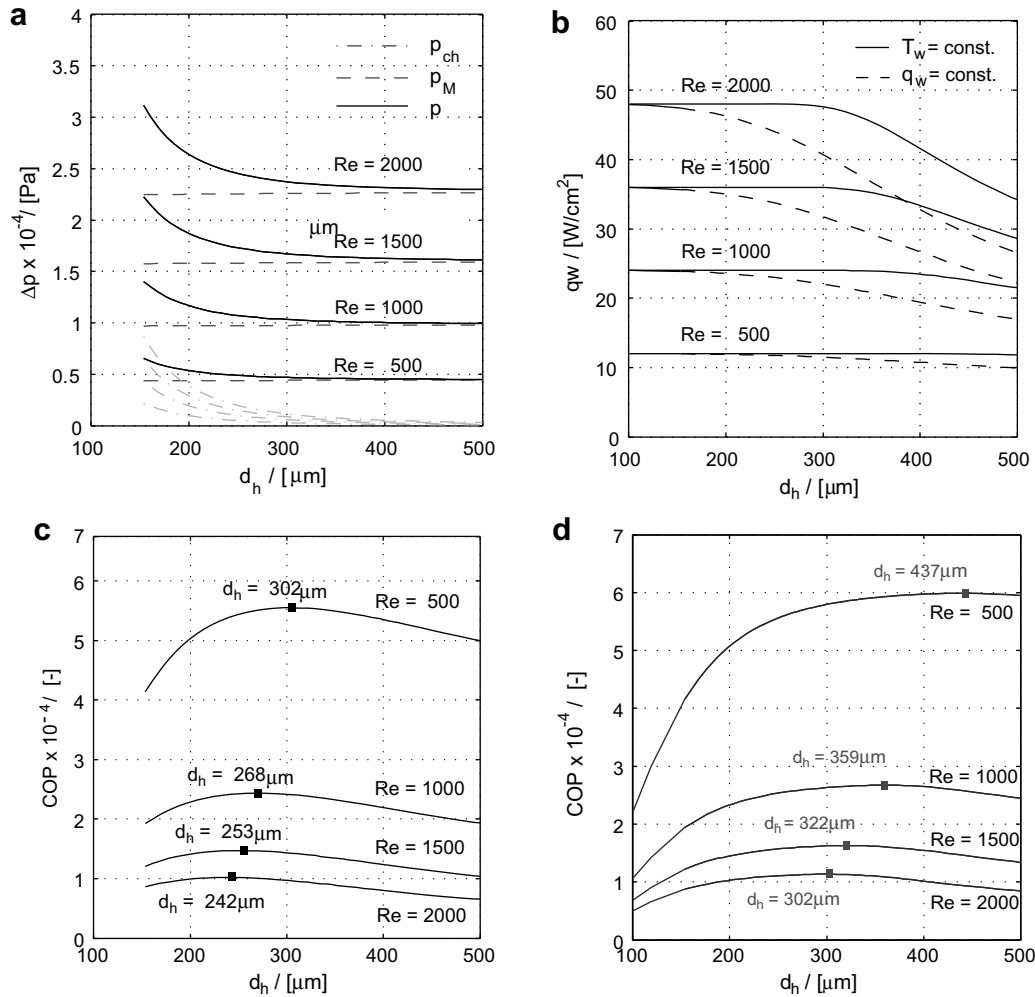 a
Δp x 10⁻⁴/ [Pa]
4
3.5
3
2.5
2
1.5
1
0.5
0
p_ch
p_M
p
Re = 2000
μm
Re = 1500
Re = 1000
Re = 500
100 200 300 400 500
d_h / [μm]
b
qw / [W/cm²]
60
50
40
30
20
10
0
T_w = const.
q_w = const.
Re = 2000
Re = 1500
Re = 1000
Re = 500
100 200 300 400 500
d_h / [μm]
c
COP x 10⁻⁴ / [-]
7
6
5
4
3
2
1
0
d_h = 302μm
Re = 500
d_h = 268μm
Re = 1000
d_h = 253μm
Re = 1500
d_h = 242μm
Re = 2000
100 200 300 400 500
d_h / [μm]
d
COP x 10⁻⁴ / [-]
7
6
5
4
3
2
1
0
d_h = 437μm
Re = 500
d_h = 359μm
Re = 1000
d_h = 322μm
Re = 1500
d_h = 302μm
Re = 2000
100 200 300 400 500
d_h / [μm]